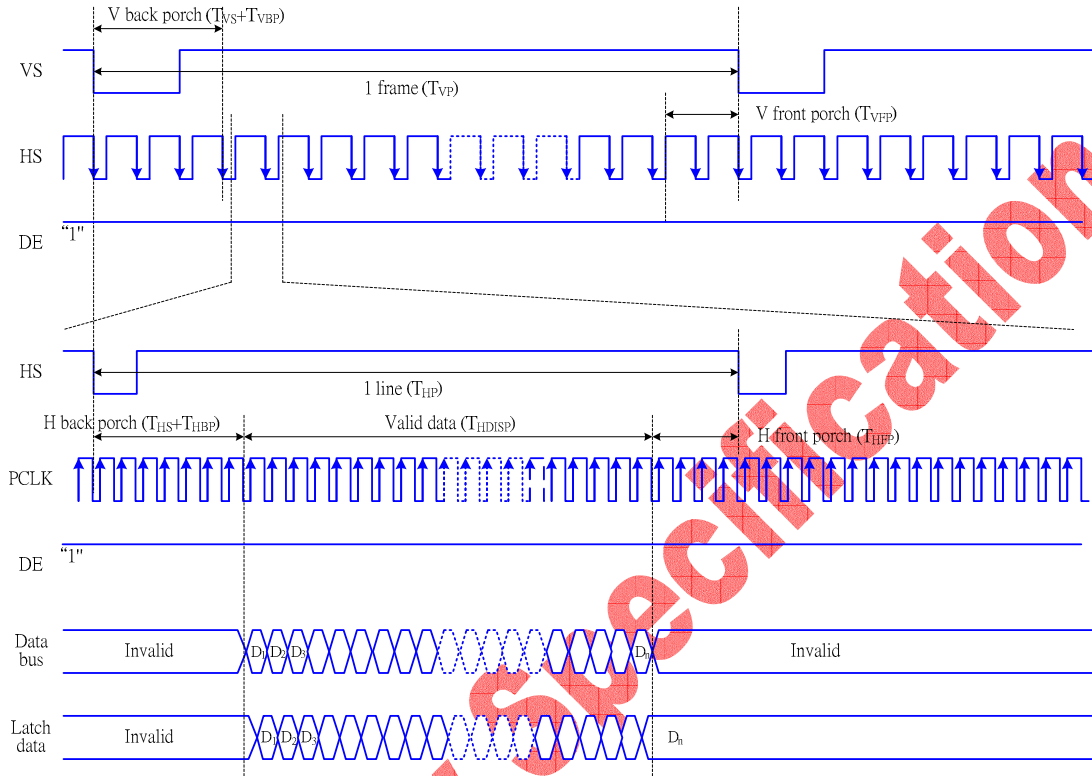 V back porch (TVS+TVBP)
VS
1 frame (TVP)
V front porch (TVFP)
HS
DE
“1"
HS
1 line (THP)
H back porch (THS+THBP)
Valid data (THDISP)
H front porch (THFP)
PCLK
DE
“1"
Data bus
Invalid
D1 D2 D3
Dn
Invalid
Latch data
Invalid
D1 D2 D3
Dn
Specification